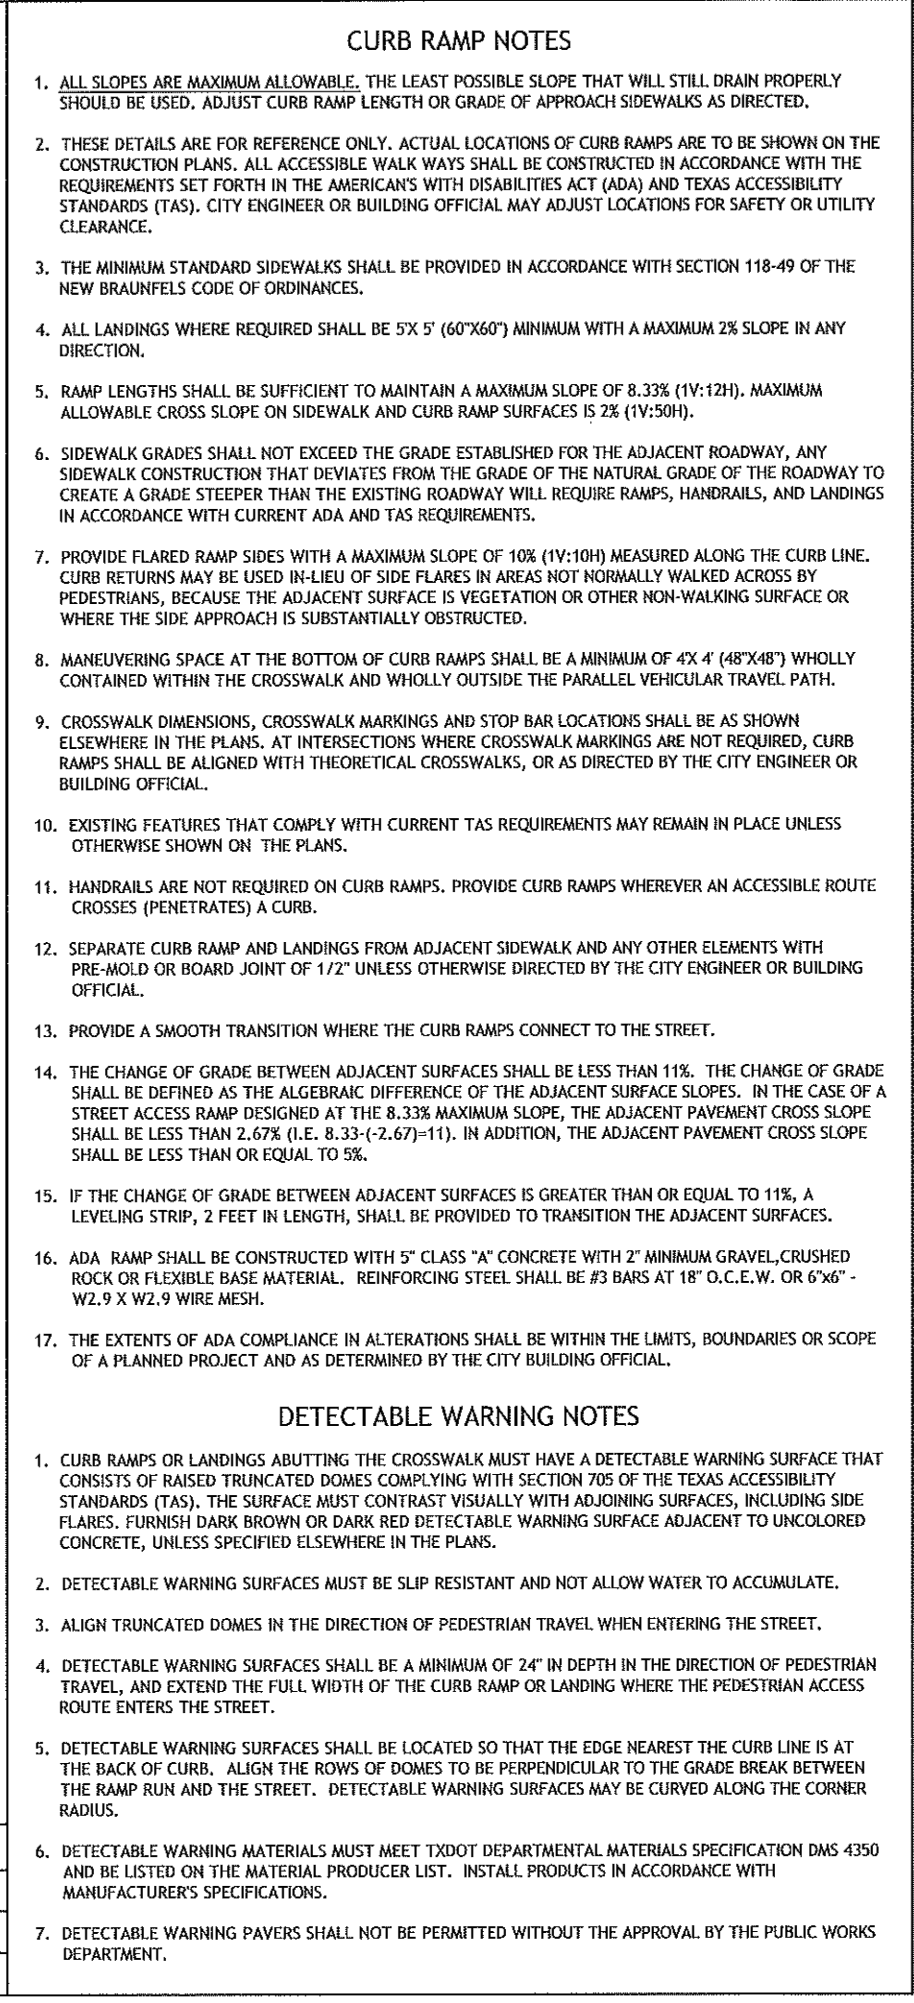 CURB RAMP NOTES
1. ALL SLOPES ARE MAXIMUM ALLOWABLE. THE LEAST POSSIBLE SLOPE THAT WILL STILL DRAIN PROPERLY
SHOULD BE USED. ADJUST CURB RAMP LENGTH OR GRADE OF APPROACH SIDEWALKS AS DIRECTED.
2. THESE DETAILS ARE FOR REFERENCE ONLY. ACTUAL LOCATIONS OF CURB RAMPS ARE TO BE SHOWN ON THE
CONSTRUCTION PLANS. ALL ACCESSIBLE WALK WAYS SHALL BE CONSTRUCTED IN ACCORDANCE WITH THE
REQUIREMENTS SET FORTH IN THE AMERICAN'S WITH DISABILITIES ACT (ADA) AND TEXAS ACCESSIBILITY
STANDARDS (TAS). CITY ENGINEER OR BUILDING OFFICIAL MAY ADJUST LOCATIONS FOR SAFETY OR UTILITY
CLEARANCE.
3. THE MINIMUM STANDARD SIDEWALKS SHALL BE PROVIDED IN ACCORDANCE WITH SECTION 118-49 OF THE
NEW BRAUNFELS CODE OF ORDINANCES.
4. ALL LANDINGS WHERE REQUIRED SHALL BE 5'X 5' (60"X60") MINIMUM WITH A MAXIMUM 2% SLOPE IN ANY
DIRECTION.
5. RAMP LENGTHS SHALL BE SUFFICIENT TO MAINTAIN A MAXIMUM SLOPE OF 8.33% (1V:12H). MAXIMUM
ALLOWABLE CROSS SLOPE ON SIDEWALK AND CURB RAMP SURFACES IS 2% (1V:50H).
6. SIDEWALK GRADES SHALL NOT EXCEED THE GRADE ESTABLISHED FOR THE ADJACENT ROADWAY, ANY
SIDEWALK CONSTRUCTION THAT DEVIATES FROM THE GRADE OF THE NATURAL GRADE OF THE ROADWAY TO
CREATE A GRADE STEEPER THAN THE EXISTING ROADWAY WILL REQUIRE RAMPS, HANDRAILS, AND LANDINGS
IN ACCORDANCE WITH CURRENT ADA AND TAS REQUIREMENTS.
7. PROVIDE FLARED RAMP SIDES WITH A MAXIMUM SLOPE OF 10% (1V:10H) MEASURED ALONG THE CURB LINE.
CURB RETURNS MAY BE USED IN-LIEU OF SIDE FLARES IN AREAS NOT NORMALLY WALKED ACROSS BY
PEDESTRIANS, BECAUSE THE ADJACENT SURFACE IS VEGETATION OR OTHER NON-WALKING SURFACE OR
WHERE THE SIDE APPROACH IS SUBSTANTIALLY OBSTRUCTED.
8. MANEUVERING SPACE AT THE BOTTOM OF CURB RAMPS SHALL BE A MINIMUM OF 4'X 4' (48"X48") WHOLLY
CONTAINED WITHIN THE CROSSWALK AND WHOLLY OUTSIDE THE PARALLEL VEHICULAR TRAVEL PATH.
9. CROSSWALK DIMENSIONS, CROSSWALK MARKINGS AND STOP BAR LOCATIONS SHALL BE AS SHOWN
ELSEWHERE IN THE PLANS. AT INTERSECTIONS WHERE CROSSWALK MARKINGS ARE NOT REQUIRED, CURB
RAMPS SHALL BE ALIGNED WITH THEORETICAL CROSSWALKS, OR AS DIRECTED BY THE CITY ENGINEER OR
BUILDING OFFICIAL.
10. EXISTING FEATURES THAT COMPLY WITH CURRENT TAS REQUIREMENTS MAY REMAIN IN PLACE UNLESS
OTHERWISE SHOWN ON THE PLANS.
11. HANDRAILS ARE NOT REQUIRED ON CURB RAMPS. PROVIDE CURB RAMPS WHEREVER AN ACCESSIBLE ROUTE
CROSSES (PENETRATES) A CURB.
12. SEPARATE CURB RAMP AND LANDINGS FROM ADJACENT SIDEWALK AND ANY OTHER ELEMENTS WITH
PRE-MOLD OR BOARD JOINT OF 1/2" UNLESS OTHERWISE DIRECTED BY THE CITY ENGINEER OR BUILDING
OFFICIAL.
13. PROVIDE A SMOOTH TRANSITION WHERE THE CURB RAMPS CONNECT TO THE STREET.
14. THE CHANGE OF GRADE BETWEEN ADJACENT SURFACES SHALL BE LESS THAN 11%. THE CHANGE OF GRADE
SHALL BE DEFINED AS THE ALGEBRAIC DIFFERENCE OF THE ADJACENT SURFACE SLOPES. IN THE CASE OF A
STREET ACCESS RAMP DESIGNED AT THE 8.33% MAXIMUM SLOPE, THE ADJACENT PAVEMENT CROSS SLOPE
SHALL BE LESS THAN 2.67% (I.E. 8.33-(-2.67)=11). IN ADDITION, THE ADJACENT PAVEMENT CROSS SLOPE
SHALL BE LESS THAN OR EQUAL TO 5%.
15. IF THE CHANGE OF GRADE BETWEEN ADJACENT SURFACES IS GREATER THAN OR EQUAL TO 11%, A
LEVELING STRIP, 2 FEET IN LENGTH, SHALL BE PROVIDED TO TRANSITION THE ADJACENT SURFACES.
16. ADA RAMP SHALL BE CONSTRUCTED WITH 5" CLASS "A" CONCRETE WITH 2" MINIMUM GRAVEL,CRUSHED
ROCK OR FLEXIBLE BASE MATERIAL. REINFORCING STEEL SHALL BE #3 BARS AT 18" O.C.E.W. OR 6"x6" -
W2.9 X W2.9 WIRE MESH.
17. THE EXTENTS OF ADA COMPLIANCE IN ALTERATIONS SHALL BE WITHIN THE LIMITS, BOUNDARIES OR SCOPE
OF A PLANNED PROJECT AND AS DETERMINED BY THE CITY BUILDING OFFICIAL.
DETECTABLE WARNING NOTES
1. CURB RAMPS OR LANDINGS ABUTTING THE CROSSWALK MUST HAVE A DETECTABLE WARNING SURFACE THAT
CONSISTS OF RAISED TRUNCATED DOMES COMPLYING WITH SECTION 705 OF THE TEXAS ACCESSIBILITY
STANDARDS (TAS). THE SURFACE MUST CONTRAST VISUALLY WITH ADJOINING SURFACES, INCLUDING SIDE
FLARES. FURNISH DARK BROWN OR DARK RED DETECTABLE WARNING SURFACE ADJACENT TO UNCOLORED
CONCRETE, UNLESS SPECIFIED ELSEWHERE IN THE PLANS.
2. DETECTABLE WARNING SURFACES MUST BE SLIP RESISTANT AND NOT ALLOW WATER TO ACCUMULATE.
3. ALIGN TRUNCATED DOMES IN THE DIRECTION OF PEDESTRIAN TRAVEL WHEN ENTERING THE STREET.
4. DETECTABLE WARNING SURFACES SHALL BE A MINIMUM OF 24" IN DEPTH IN THE DIRECTION OF PEDESTRIAN
TRAVEL, AND EXTEND THE FULL WIDTH OF THE CURB RAMP OR LANDING WHERE THE PEDESTRIAN ACCESS
ROUTE ENTERS THE STREET.
5. DETECTABLE WARNING SURFACES SHALL BE LOCATED SO THAT THE EDGE NEAREST THE CURB LINE IS AT
THE BACK OF CURB. ALIGN THE ROWS OF DOMES TO BE PERPENDICULAR TO THE GRADE BREAK BETWEEN
THE RAMP RUN AND THE STREET. DETECTABLE WARNING SURFACES MAY BE CURVED ALONG THE CORNER
RADIUS.
6. DETECTABLE WARNING MATERIALS MUST MEET TXDOT DEPARTMENTAL MATERIALS SPECIFICATION DMS 4350
AND BE LISTED ON THE MATERIAL PRODUCER LIST. INSTALL PRODUCTS IN ACCORDANCE WITH
MANUFACTURER'S SPECIFICATIONS.
7. DETECTABLE WARNING PAVERS SHALL NOT BE PERMITTED WITHOUT THE APPROVAL BY THE PUBLIC WORKS
DEPARTMENT.